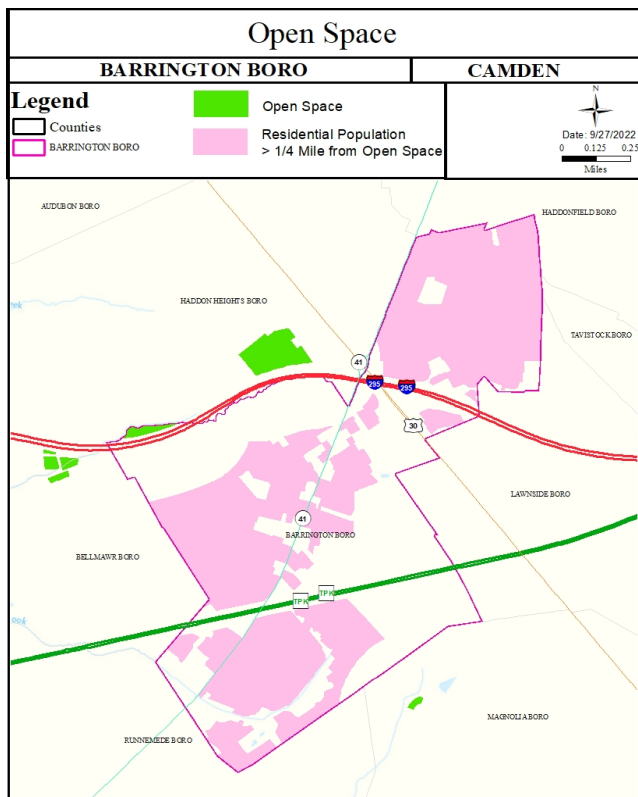 Open Space
BARRINGTON BORO
CAMDEN
Legend
Counties
BARRINGTON BORO
Open Space
Residential Population
> 1/4 Mile from Open Space
N
Date: 9/27/2022
0 0.125 0.25
Miles
AUDUBON BORO
HADDONFIELD BORO
HADDON HEIGHTS BORO
TAVISTOCK BORO
41
295
295
30
LAWNSIDE BORO
41
BARRINGTON BORO
BELLMAWR BORO
TPK
TPK
MAGNOLIA BORO
RUNNEMEDE BORO